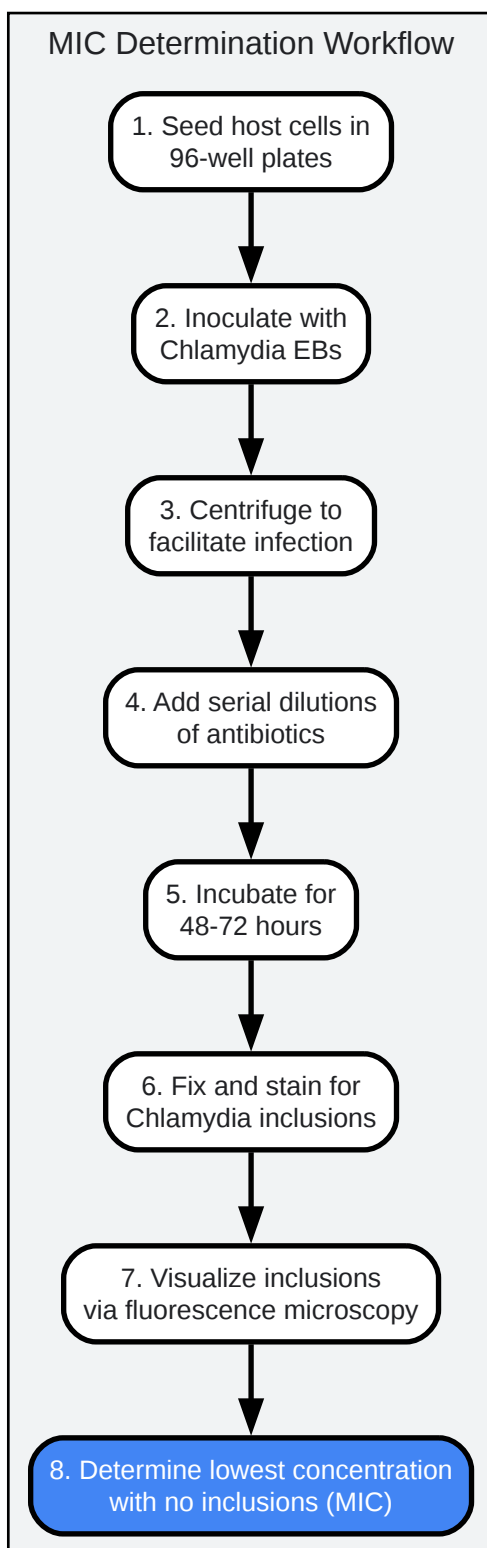 MIC Determination Workflow
1. Seed host cells in
96-well plates
2. Inoculate with
Chlamydia EBs
3. Centrifuge to
facilitate infection
4. Add serial dilutions
of antibiotics
5. Incubate for
48-72 hours
6. Fix and stain for
Chlamydia inclusions
7. Visualize inclusions
via fluorescence microscopy
8. Determine lowest concentration
with no inclusions (MIC)